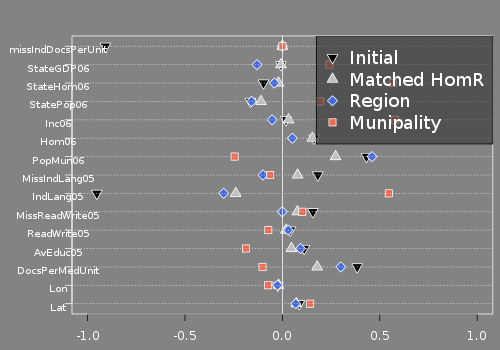 missIndDocsPerUnit
StateGDP06
StateHom06
StatePop06
Inc06
Hom06
PopMun06
MissIndLang05
IndLang05
MissReadWrite05
ReadWrite05
AvEduc05
DocsPerMedUnit
Lon
Lat
Initial
Matched HomR
Region
Munipality
-1.0 -0.5 0.0 0.5 1.0